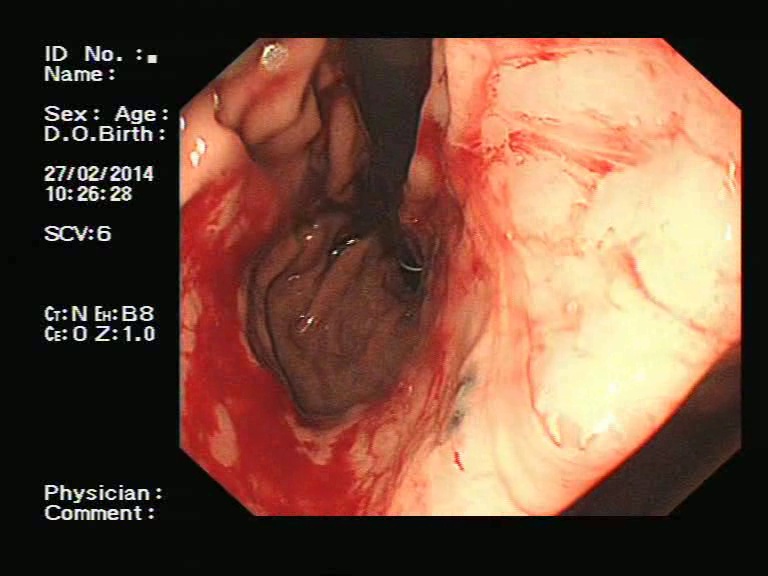 ID No. :
Name:
Sex: Age:
D.O.Birth:
27/02/2014
10:26:28
SCV:6
CT:N EH:B8
CE:0 Z:1.0
Physician:
Comment: